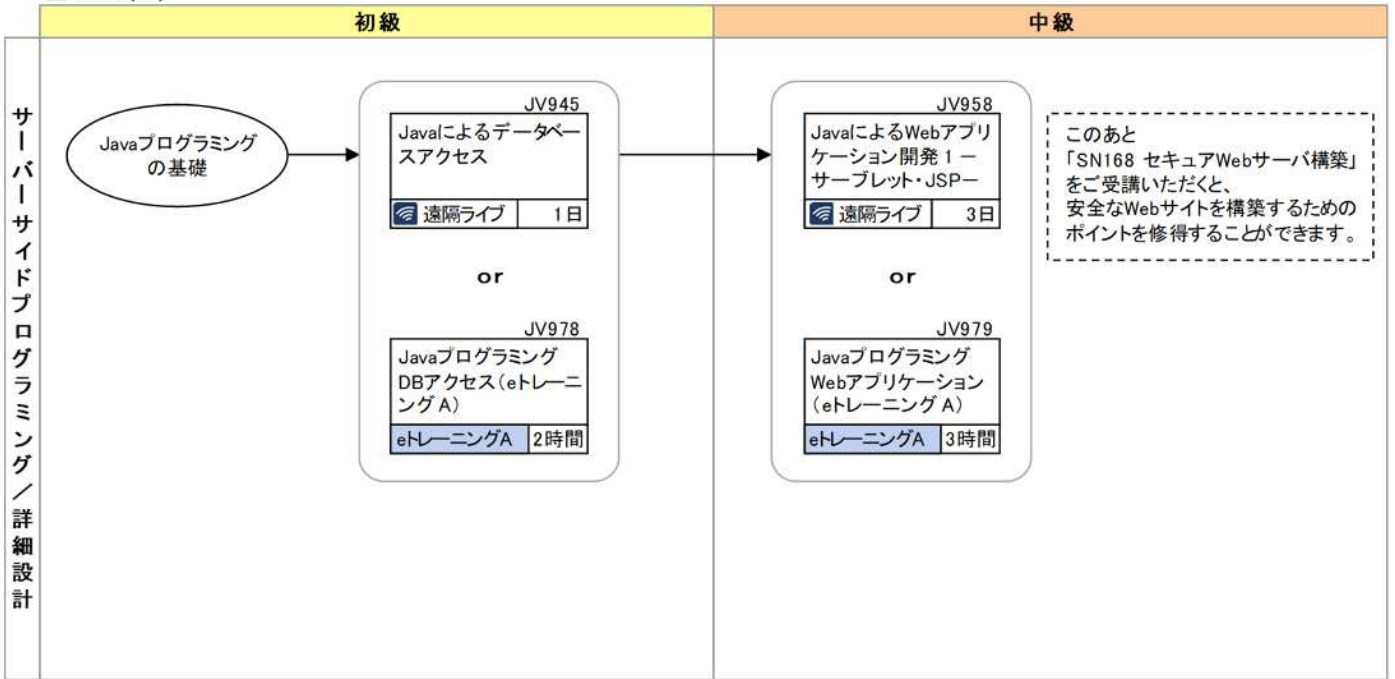 初級
中級
サーバーサイドプログラミング／詳細設計
Javaプログラミング
の基礎
JV945
Javaによるデータベー
スアクセス
遠隔ライブ
1日
or
JV978
Javaプログラミング
DBアクセス(eトレーニ
ングA)
eトレーニングA
2時間
JV958
JavaによるWebアプリ
ケーション開発1－
サーブレット・JSP－
遠隔ライブ
3日
or
JV979
Javaプログラミング
Webアプリケーション
(eトレーニングA)
eトレーニングA
3時間
このあと
「SN168 セキュアWebサーバ構築」
をご受講いただくと、
安全なWebサイトを構築するための
ポイントを修得することができます。